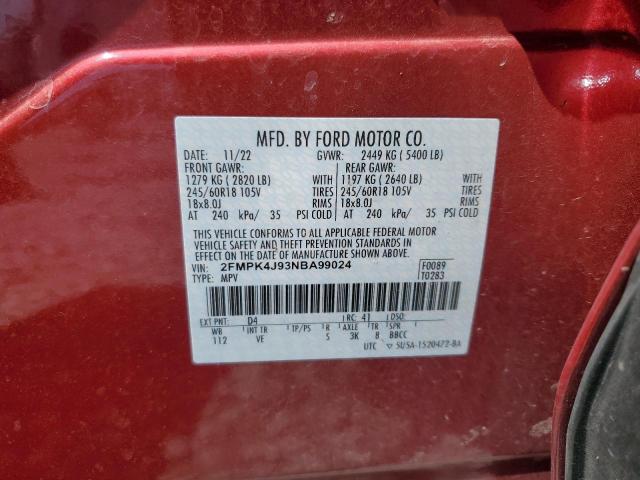 MFD. BY FORD MOTOR CO.
DATE: 11/22 GVWR: 2449 KG ( 5400 LB)
FRONT GAWR: REAR GAWR:
1279 KG ( 2820 LB) WITH 1197 KG ( 2640 LB) WITH
245/60R18 105V TIRES 245/60R18 105V TIRES
18x8.0J RIMS 18x8.0J RIMS
AT 240 kPa/ 35 PSI COLD AT 240 kPa/ 35 PSI COLD
THIS VEHICLE CONFORMS TO ALL APPLICABLE FEDERAL MOTOR
VEHICLE SAFETY AND THEFT PREVENTION STANDARDS IN
EFFECT ON THE DATE OF MANUFACTURE SHOWN ABOVE.
VIN: 2FMPK4J93NBA99024 F0089
TYPE: MPV T0283
EXT PNT: D4 RC: 41 DSO:
WB INT TR TP/PS R AXLE TR SPR
112 VE 5 3K 8 BBCC
UTC ▽ 5U5A-1520472-BA